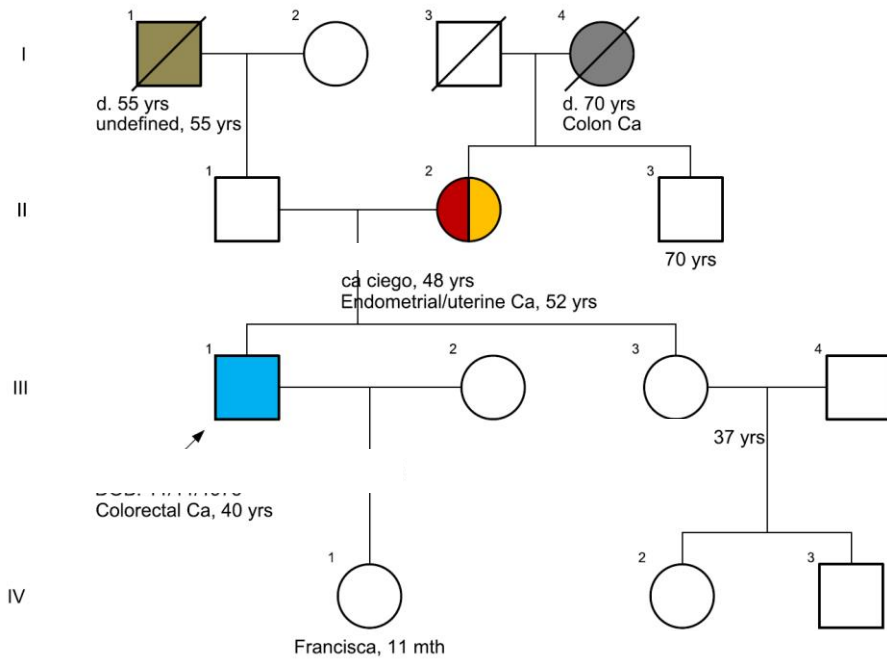 1
2
3
4
I
d. 55 yrs
undefined, 55 yrs
d. 70 yrs
Colon Ca
1
2
3
II
70 yrs
ca ciego, 48 yrs
Endometrial/uterine Ca, 52 yrs
1
2
3
4
III
37 yrs
Colorectal Ca, 40 yrs
1
2
3
IV
Francisca, 11 mth